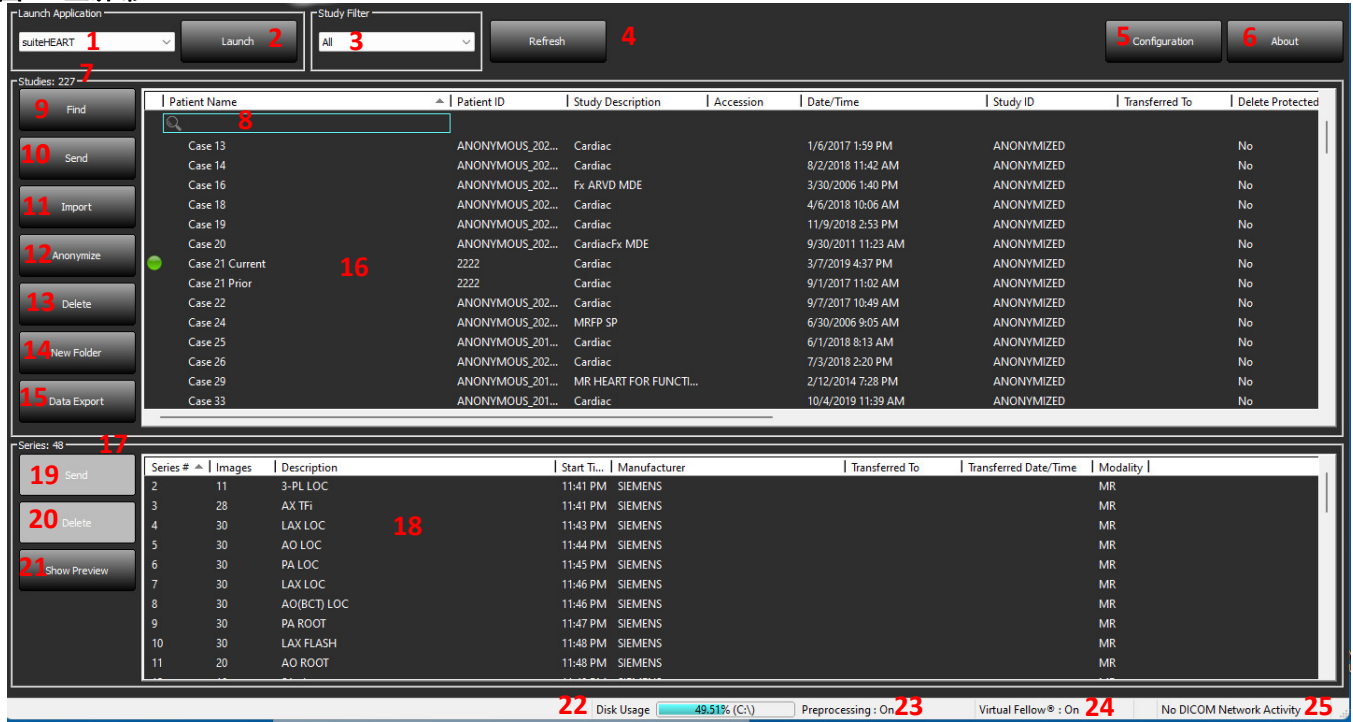 Launch Application
Study Filter
suiteHEART 1 Launch 2 All 3 Refresh 4 5 Configuration 6 About
Studies: 227 7
9 Find
10 Send
11 Import
12 Anonymize
13 Delete
14 New Folder
15 Data Export
Patient Name Patient ID Study Description Accession Date/Time Study ID Transferred To Delete Protected
8
Case 13 ANONYMOUS_202... Cardiac 1/6/2017 1:59 PM ANONYMIZED No
Case 14 ANONYMOUS_202... Cardiac 8/2/2018 11:42 AM ANONYMIZED No
Case 16 ANONYMOUS_202... Fx ARVD MDE 3/30/2006 1:40 PM ANONYMIZED No
Case 18 ANONYMOUS_202... Cardiac 4/6/2018 10:06 AM ANONYMIZED No
Case 19 ANONYMOUS_202... Cardiac 11/9/2018 2:53 PM ANONYMIZED No
Case 20 ANONYMOUS_202... CardiacFx MDE 9/30/2011 11:23 AM ANONYMIZED No
Case 21 Current 16 2222 Cardiac 3/7/2019 4:37 PM ANONYMIZED No
Case 21 Prior 2222 Cardiac 9/1/2017 11:02 AM ANONYMIZED No
Case 22 ANONYMOUS_202... Cardiac 9/7/2017 10:49 AM ANONYMIZED No
Case 24 ANONYMOUS_202... MRFP SP 6/30/2006 9:05 AM ANONYMIZED No
Case 25 ANONYMOUS_201... Cardiac 6/1/2018 8:13 AM ANONYMIZED No
Case 26 ANONYMOUS_202... Cardiac 7/3/2018 2:20 PM ANONYMIZED No
Case 29 ANONYMOUS_201... MR HEART FOR FUNCTI... 2/12/2014 7:28 PM ANONYMIZED No
Case 33 ANONYMOUS_201... Cardiac 10/4/2019 11:39 AM ANONYMIZED No
Series: 48 17
19 Send
20 Delete
21 Show Preview
Series # Images Description Start Ti... Manufacturer Transferred To Transferred Date/Time Modality
2 11 3-PL LOC 11:41 PM SIEMENS MR
3 28 AX TFi 11:41 PM SIEMENS MR
4 30 LAX LOC 18 11:43 PM SIEMENS MR
5 30 AO LOC 11:44 PM SIEMENS MR
6 30 PA LOC 11:45 PM SIEMENS MR
7 30 LAX LOC 11:46 PM SIEMENS MR
8 30 AO(BCT) LOC 11:46 PM SIEMENS MR
9 30 PA ROOT 11:47 PM SIEMENS MR
10 30 LAX FLASH 11:48 PM SIEMENS MR
11 20 AO ROOT 11:48 PM SIEMENS MR
22 Disk Usage 49.51% (C:\) Preprocessing : On 23 Virtual Fellow® : On 24 No DICOM Network Activity 25